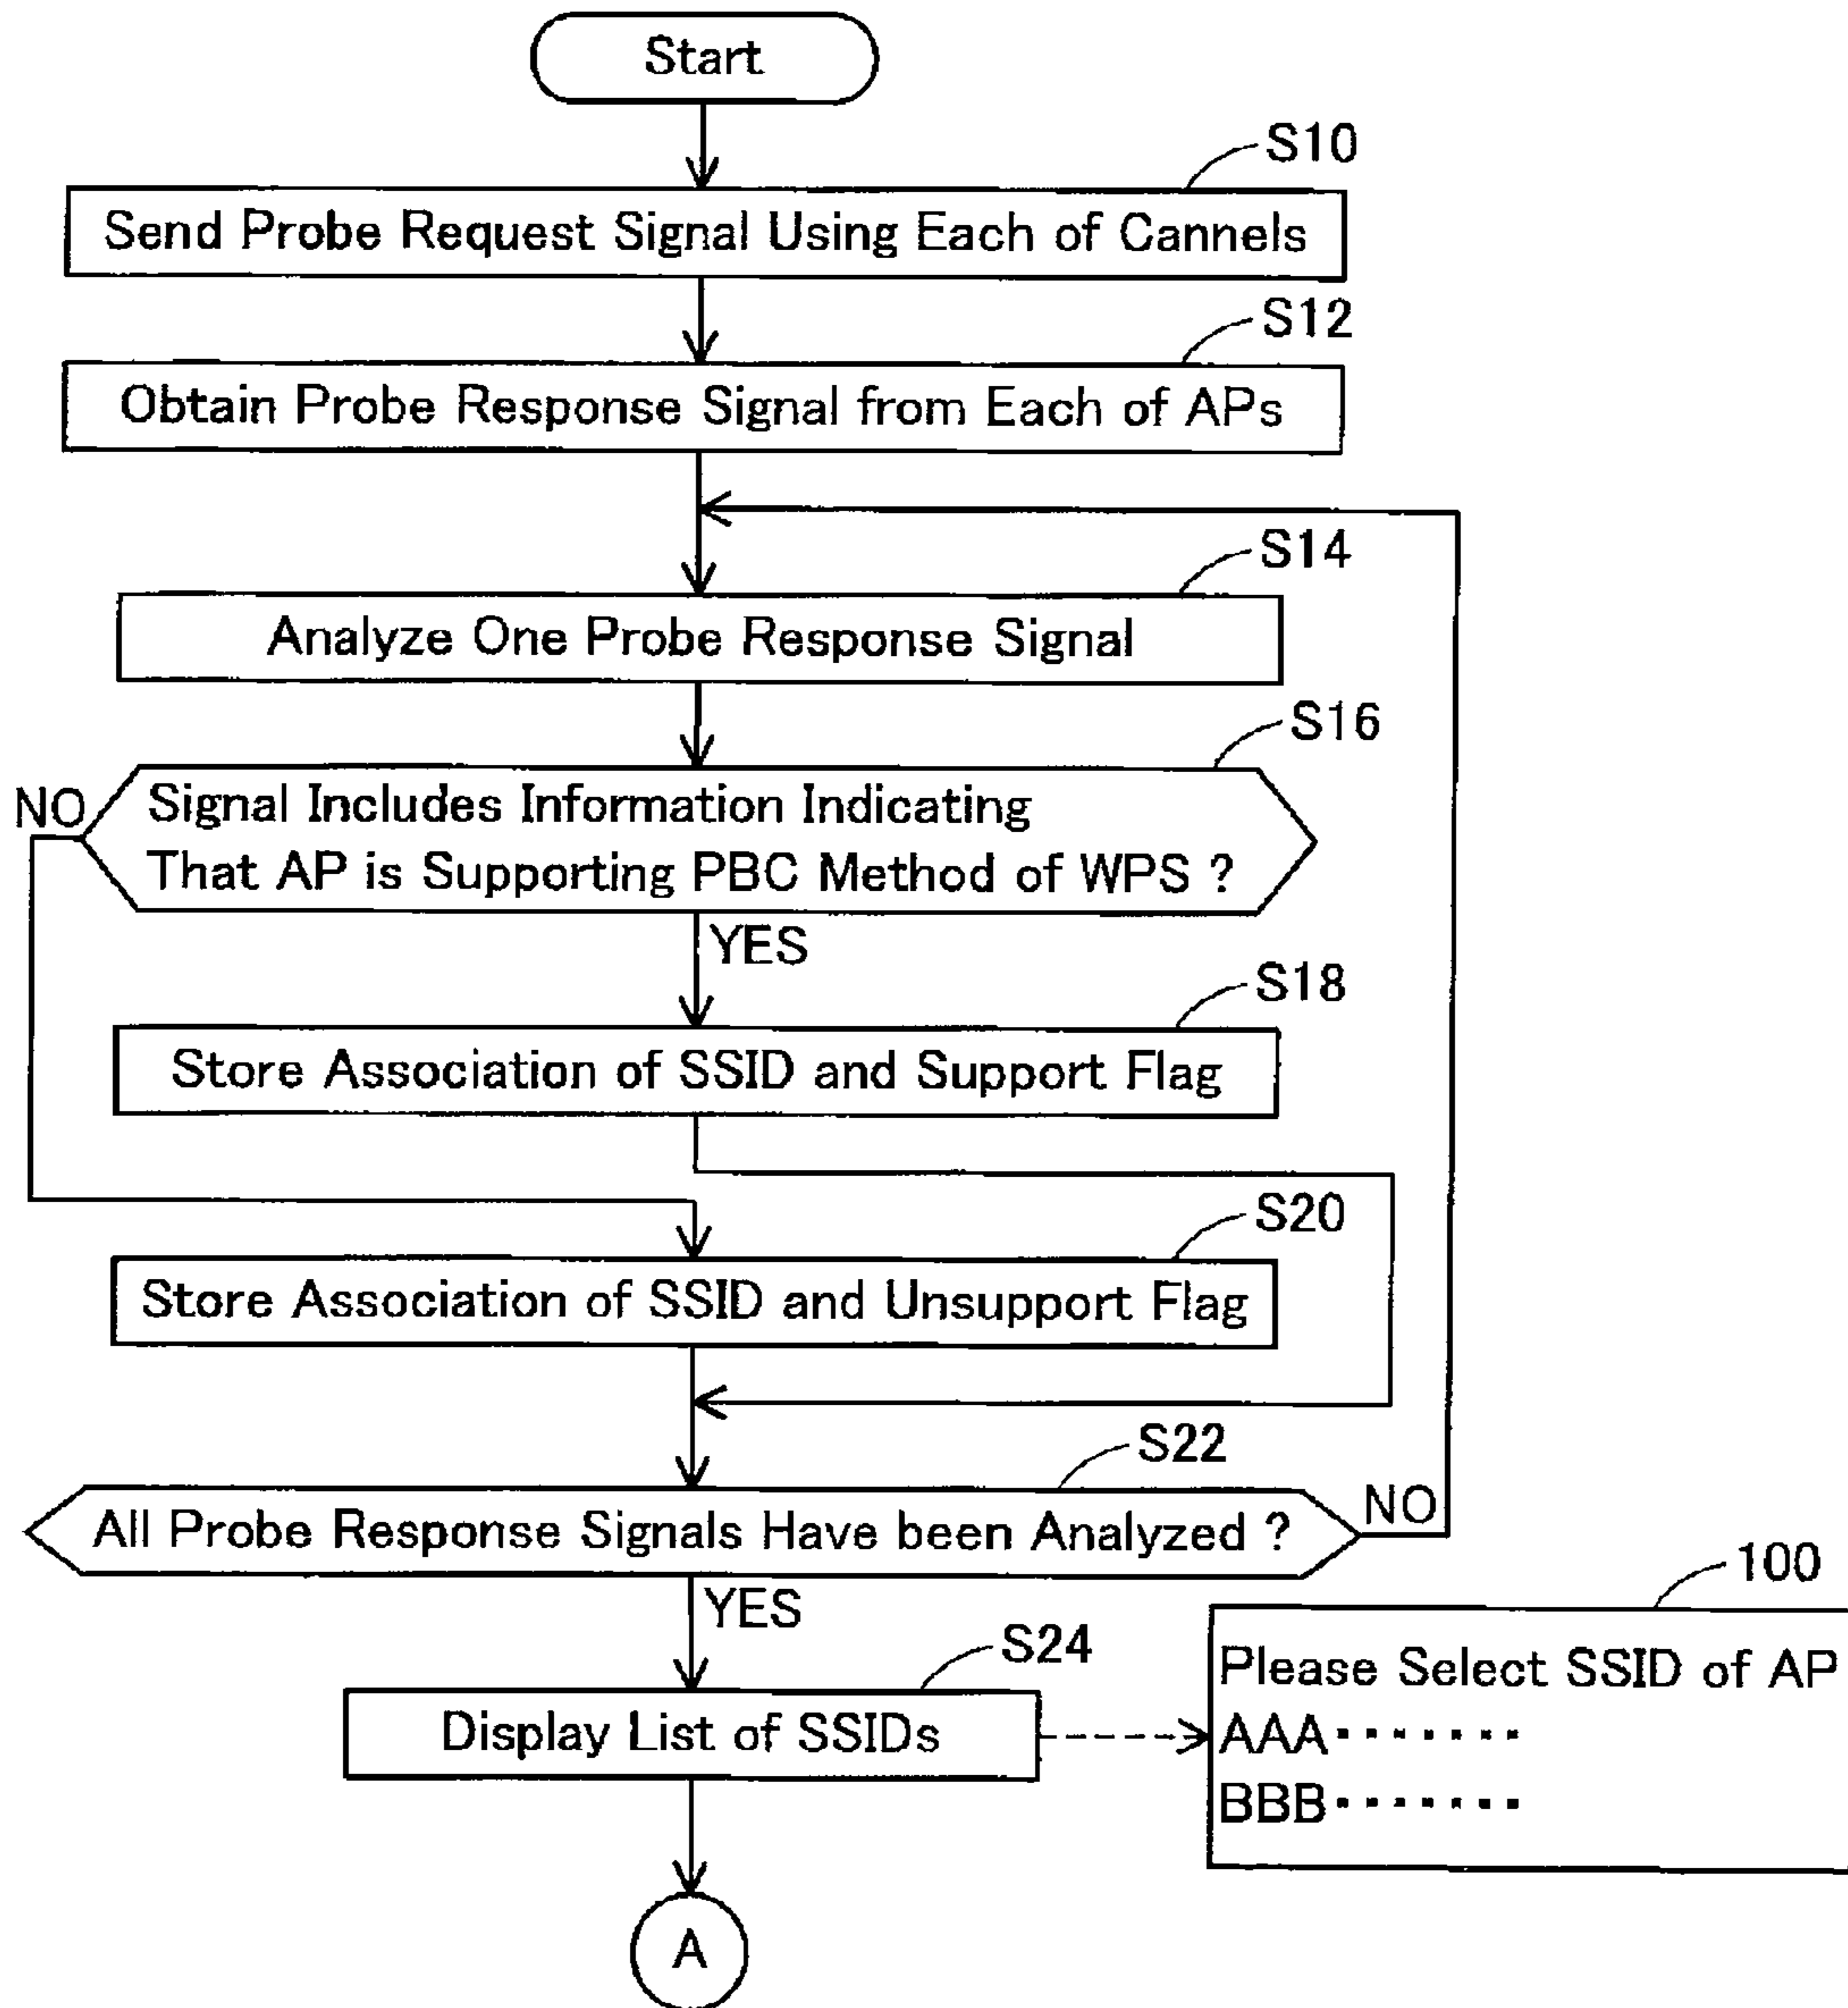 Start
S10
Send Probe Request Signal Using Each of Cannels
S12
Obtain Probe Response Signal from Each of APs
S14
Analyze One Probe Response Signal
S16
NO
Signal Includes Information Indicating
That AP is Supporting PBC Method of WPS ?
YES
S18
Store Association of SSID and Support Flag
S20
Store Association of SSID and Unsupport Flag
S22
All Probe Response Signals Have been Analyzed ?
NO
YES
100
S24
Display List of SSIDs
Please Select SSID of AP
AAA・・・・・・・
BBB・・・・・・・
A